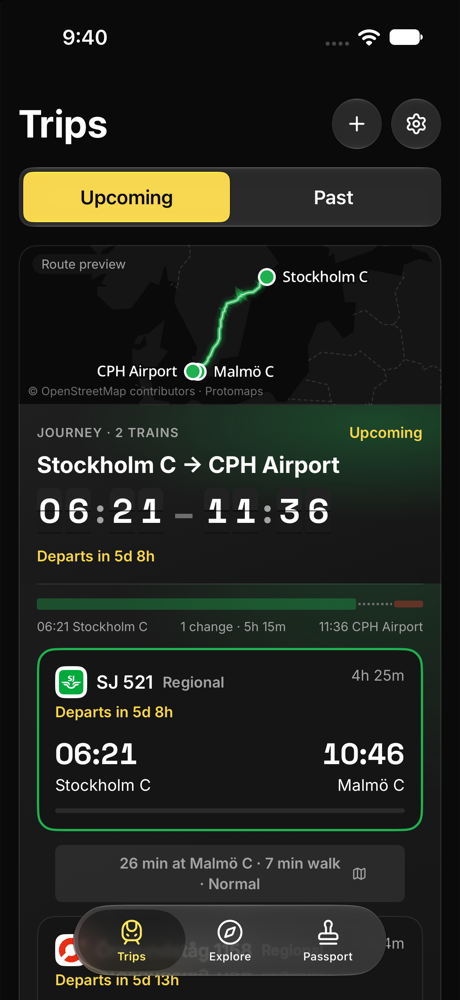 9:40
Trips
Upcoming
Past
Route preview
Stockholm C
CPH Airport
Malmö C
© OpenStreetMap contributors · Protomaps
JOURNEY · 2 TRAINS
Upcoming
Stockholm C → CPH Airport
06:21 – 11:36
Departs in 5d 8h
06:21 Stockholm C
1 change · 5h 15m
11:36 CPH Airport
SJ
SJ 521 Regional
4h 25m
Departs in 5d 8h
06:21
10:46
Stockholm C
Malmö C
26 min at Malmö C · 7 min walk
· Normal
Regional
4m
Departs in 5d 13h
Trips
Explore
Passport